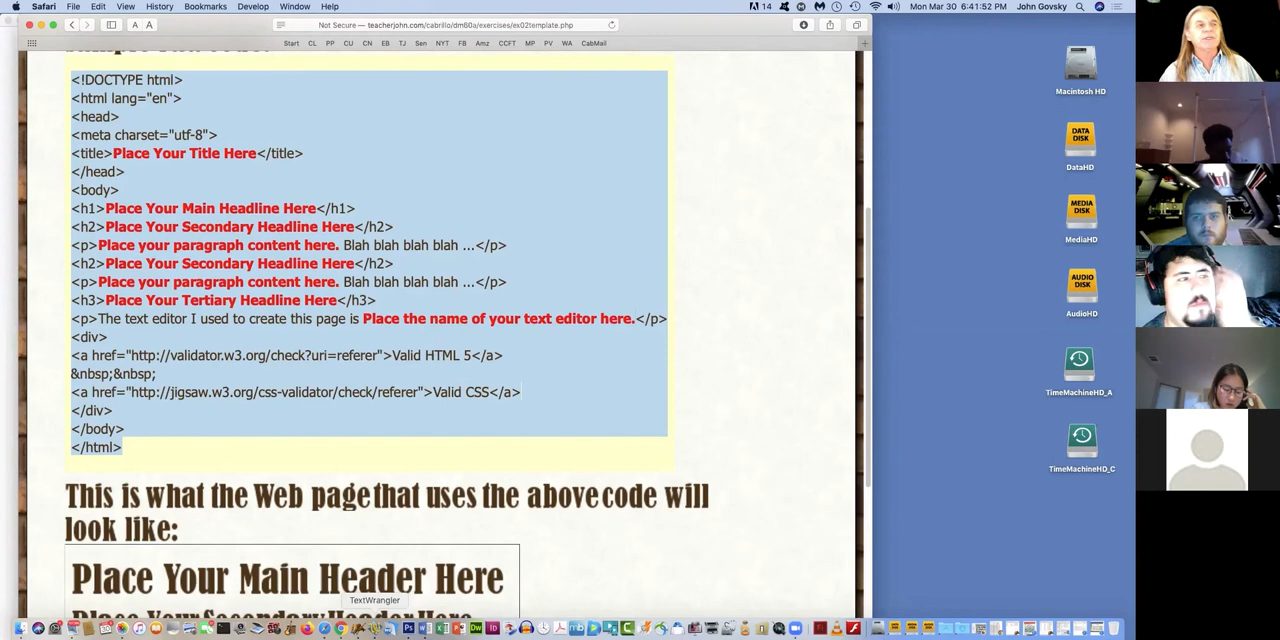 Safari File Edit View History Bookmarks Develop Window Help
14
Mon Mar 30 6:41:52 PM John Govsky
Not Secure — teacherjohn.com/cabrillo/dm60a/exercises/ex02template.php
A A
Start CL PP CU CN EB TJ Sen NYT FB Amz CCFT MP PV WA CabMail
<!DOCTYPE html>
<html lang="en">
<head>
<meta charset="utf-8">
<title>Place Your Title Here</title>
</head>
<body>
<h1>Place Your Main Headline Here</h1>
<h2>Place Your Secondary Headline Here</h2>
<p>Place your paragraph content here. Blah blah blah blah ...</p>
<h2>Place Your Secondary Headline Here</h2>
<p>Place your paragraph content here. Blah blah blah blah ...</p>
<h3>Place Your Tertiary Headline Here</h3>
<p>The text editor I used to create this page is Place the name of your text editor here.</p>
<div>
<a href="http://validator.w3.org/check?uri=referer">Valid HTML 5</a>
&nbsp;&nbsp;
<a href="http://jigsaw.w3.org/css-validator/check/referer">Valid CSS</a>
</div>
</body>
</html>
This is what the Web page that uses the above code will
look like:
Place Your Main Header Here
Place Your Secondary Header Here
TextWrangler
Macintosh HD
DATA
DISK
DataHD
MEDIA
DISK
MediaHD
AUDIO
DISK
AudioHD
TimeMachineHD_A
TimeMachineHD_C